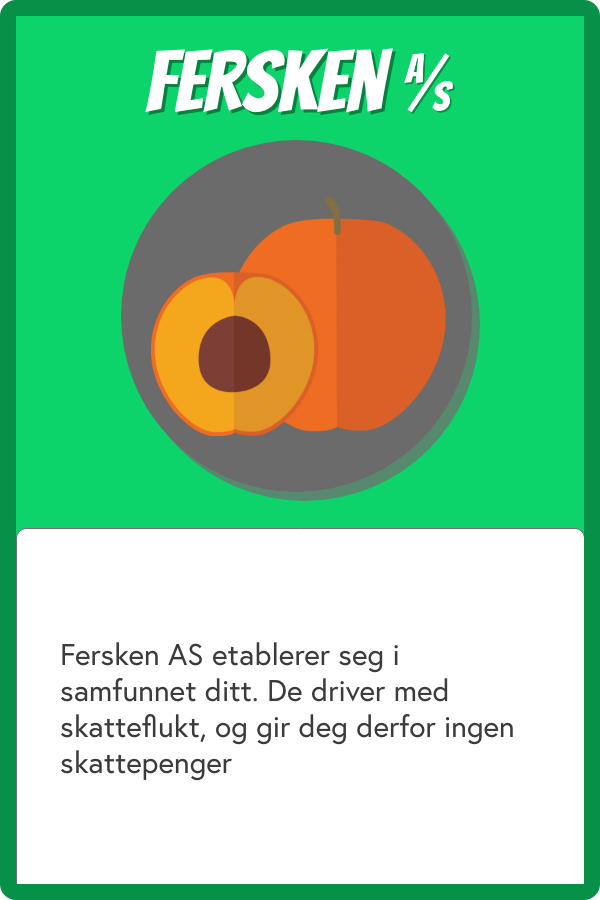 FERSKEN A/S
Fersken AS etablerer seg i
samfunnet ditt. De driver med
skatteflukt, og gir deg derfor ingen
skattepenger